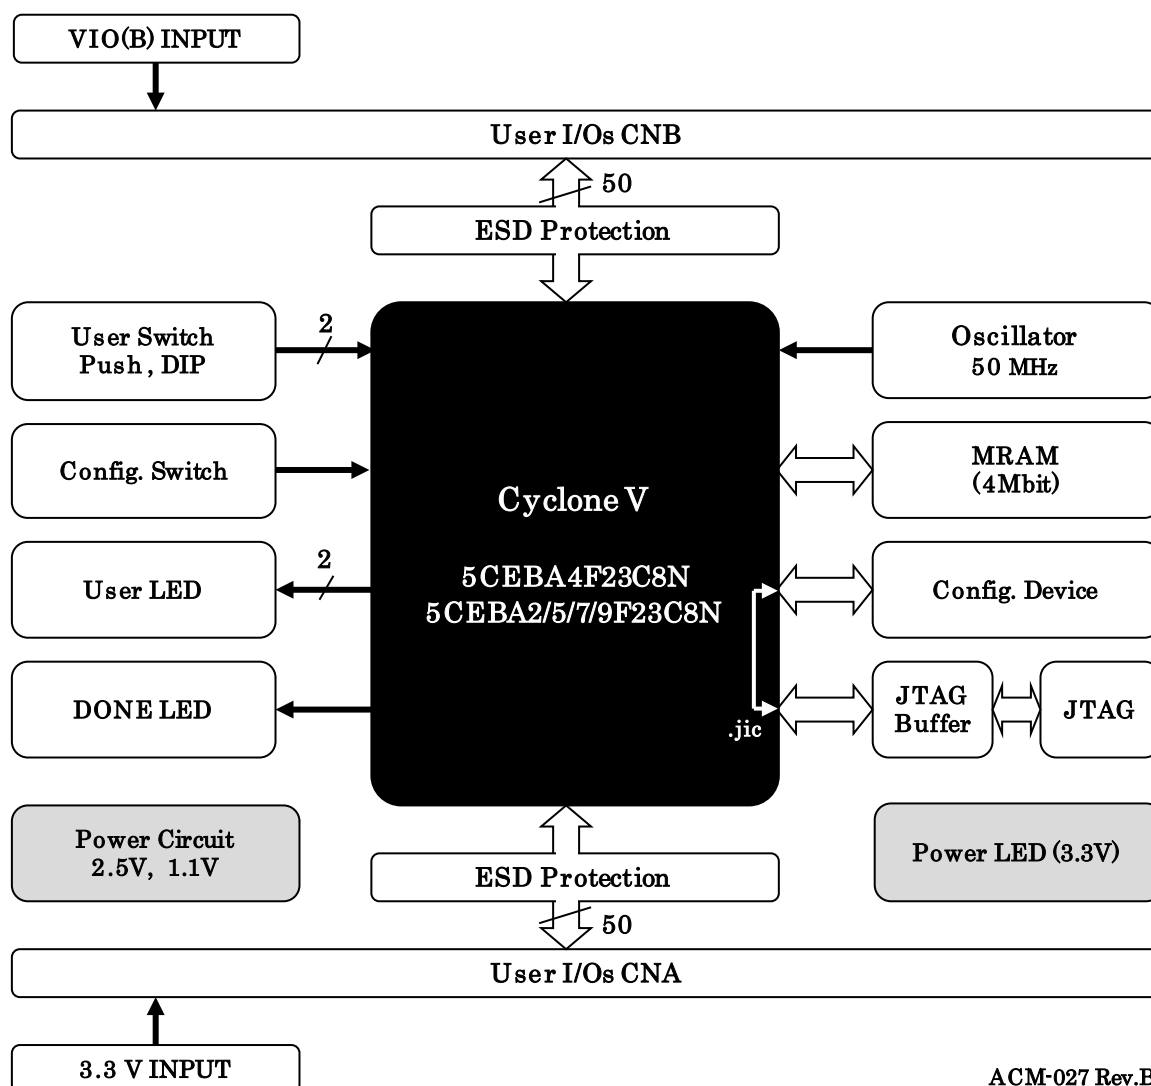 VIO(B) INPUT
User I/Os CNB
50
ESD Protection
User Switch
Push , DIP
2
Oscillator
50 MHz
Config. Switch
MRAM
(4Mbit)
Cyclone V
5CEBA4F23C8N
5CEBA2/5/7/9F23C8N
User LED
2
Config. Device
DONE LED
.jic
JTAG
Buffer
JTAG
Power Circuit
2.5V, 1.1V
ESD Protection
Power LED (3.3V)
50
User I/Os CNA
3.3 V INPUT
ACM-027 Rev.B